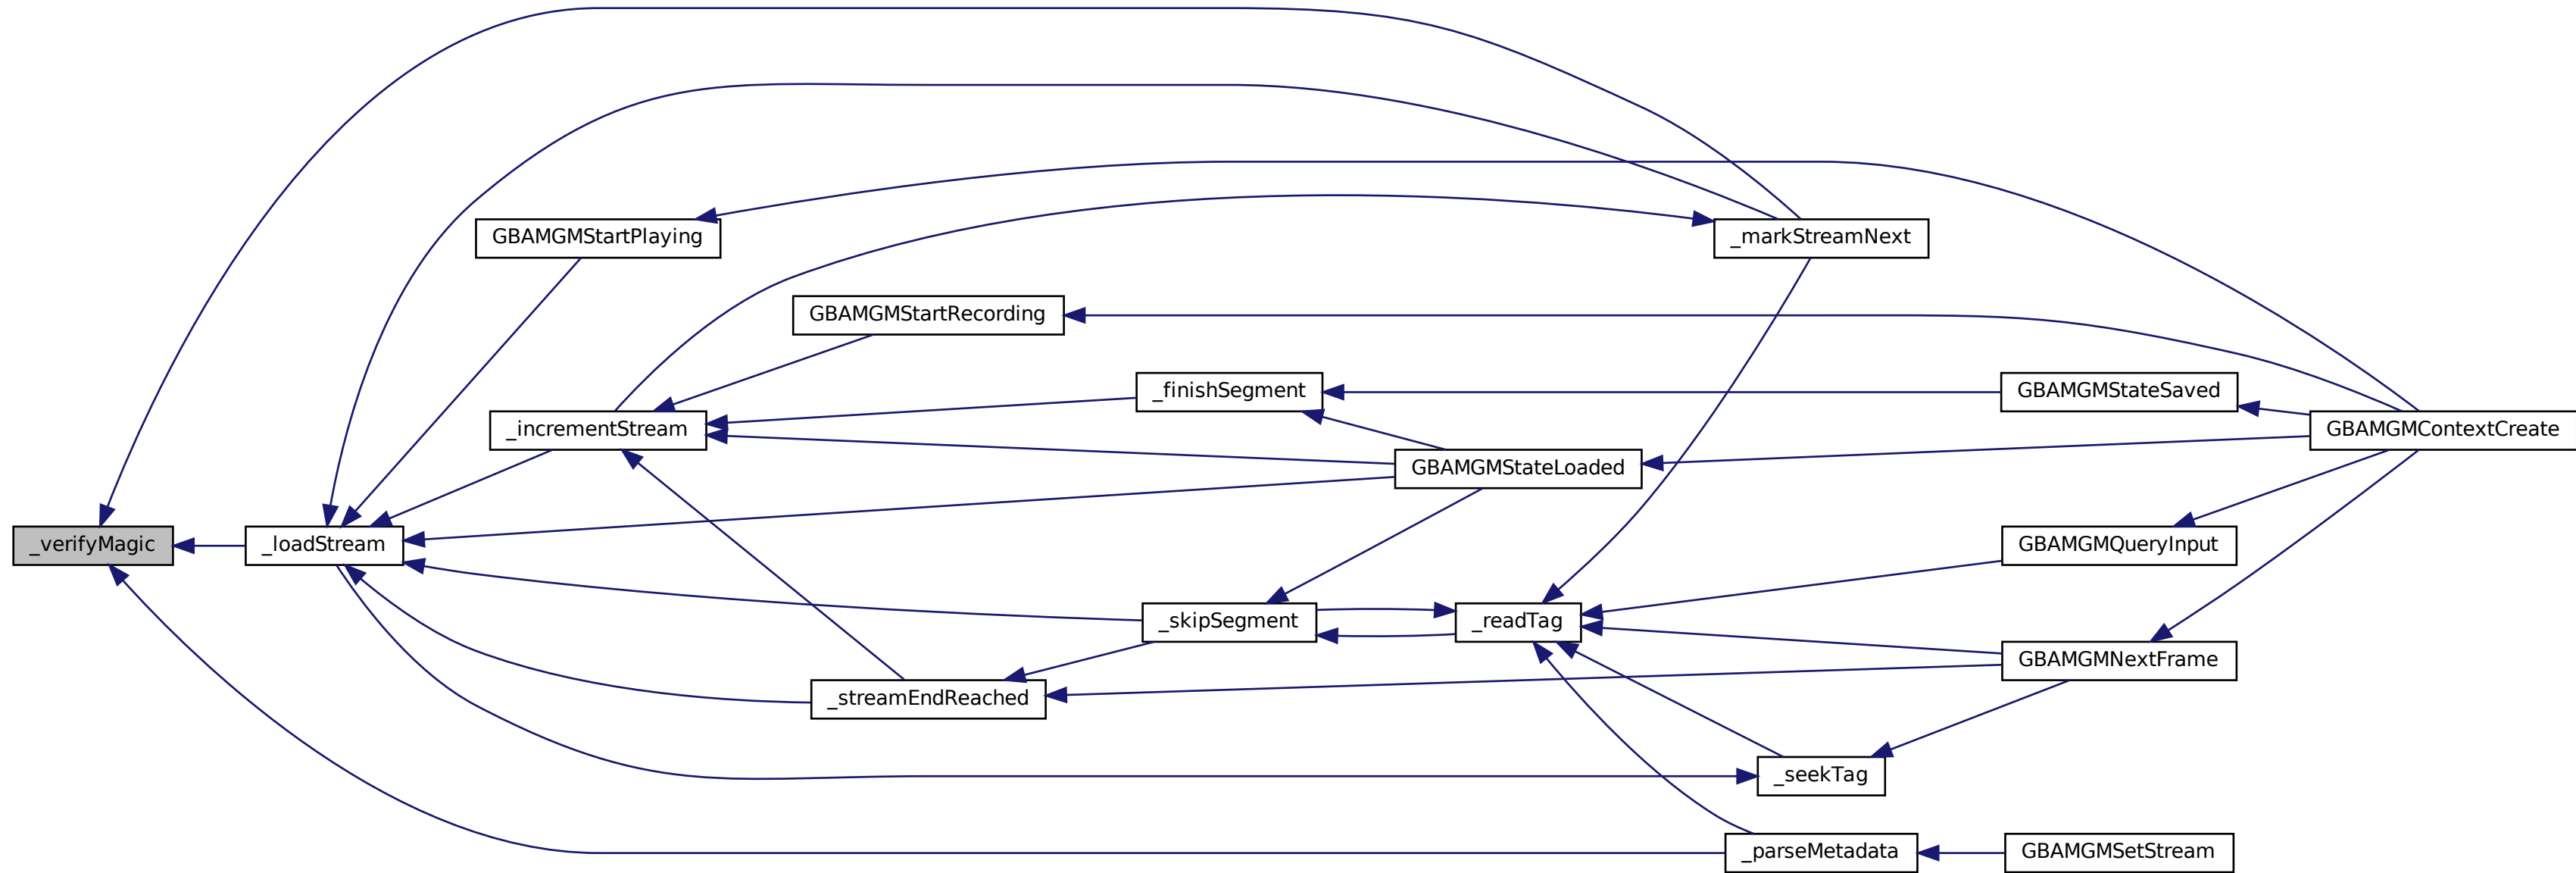 GBAMGMStartPlaying
_markStreamNext
GBAMGMStartRecording
_finishSegment
GBAMGMStateSaved
_incrementStream
GBAMGMContextCreate
GBAMGMStateLoaded
_verifyMagic
_loadStream
GBAMGMQueryInput
_skipSegment
_readTag
GBAMGMNextFrame
_streamEndReached
_seekTag
_parseMetadata
GBAMGMSetStream